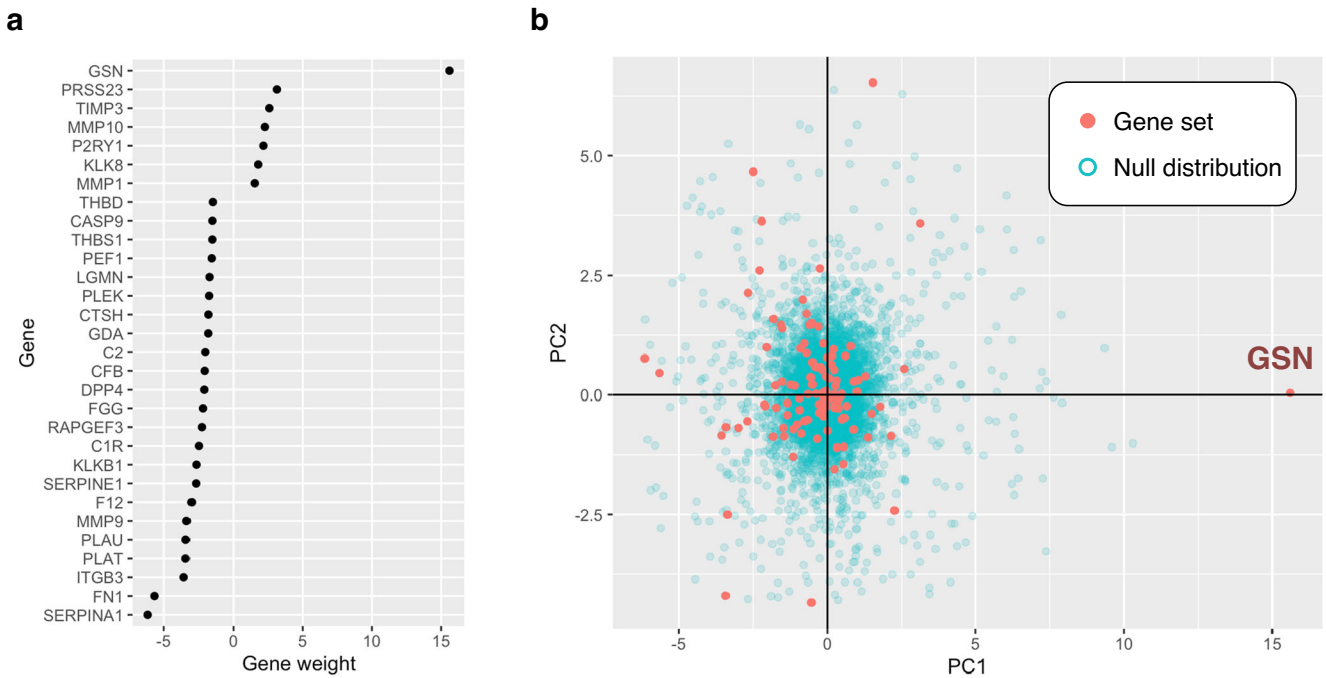 a
GSN
PRSS23
TIMP3
MMP10
P2RY1
KLK8
MMP1
THBD
CASP9
THBS1
PEF1
LGMN
PLEK
CTSH
GDA
C2
CFB
DPP4
FGG
RAPGEF3
C1R
KLKB1
SERPINE1
F12
MMP9
PLAU
PLAT
ITGB3
FN1
SERPINA1
Gene
-5 0 5 10 15
Gene weight
b
Gene set
Null distribution
GSN
5.0
2.5
0.0
-2.5
PC2
-5 0 5 10 15
PC1